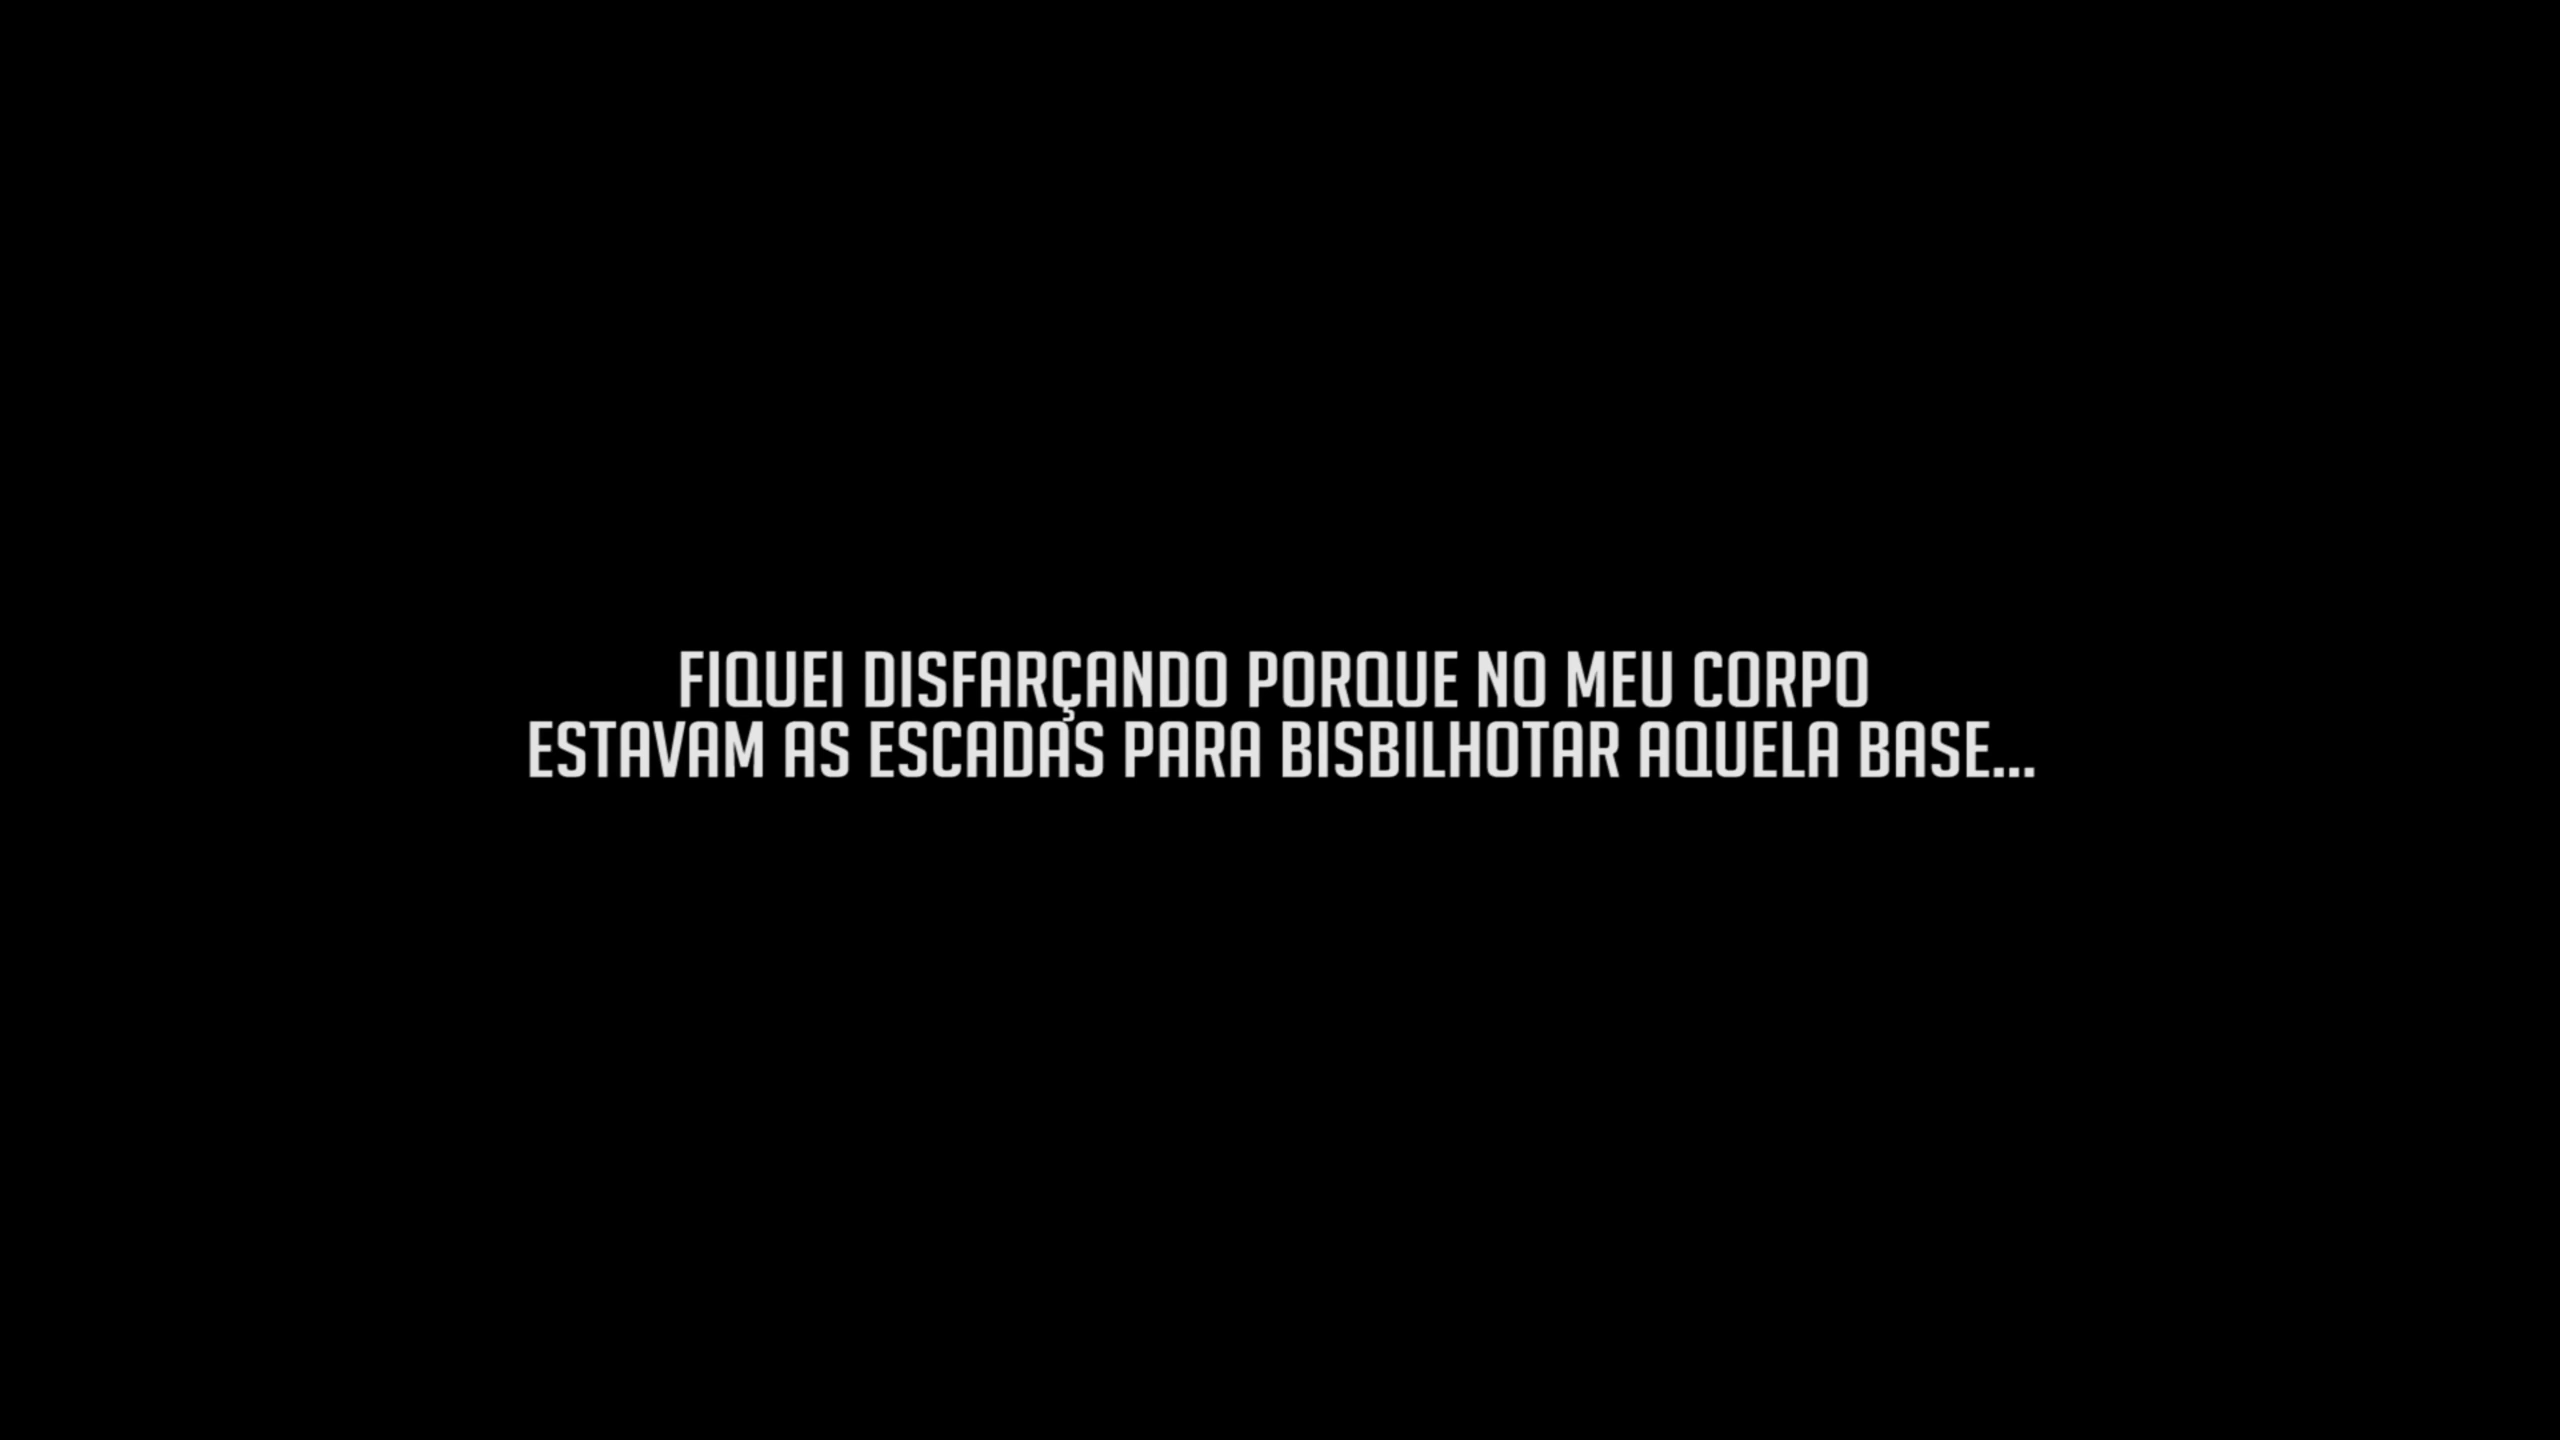 FIQUEI DISFARÇANDO PORQUE NO MEU CORPO
ESTAVAM AS ESCADAS PARA BISBILHOTAR AQUELA BASE...